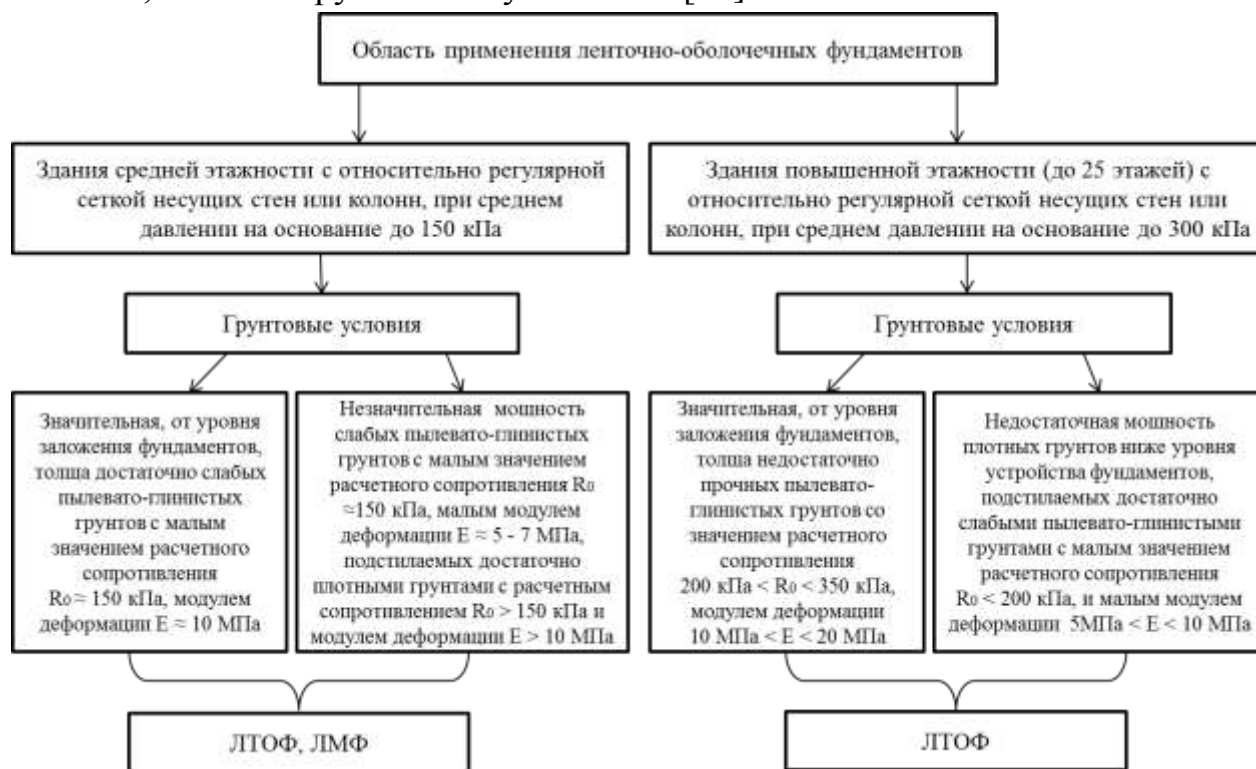 Область применения ленточно-оболочечных фундаментов
Здания средней этажности с относительно регулярной
сеткой несущих стен или колонн, при среднем
давлении на основание до 150 кПа
Здания повышенной этажности (до 25 этажей) с
относительно регулярной сеткой несущих стен или
колонн, при среднем давлении на основание до 300 кПа
Грунтовые условия
Грунтовые условия
Значительная, от уровня
заложения фундаментов,
толща достаточно слабых
пылевато-глинистых
грунтов с малым
значением расчетного
сопротивления
R₀ ≈ 150 кПа, модулем
деформации E ≈ 10 МПа
Незначительная мощность
слабых пылевато-глинистых
грунтов с малым значением
расчетного сопротивления R₀
≈150 кПа, малым модулем
деформации E ≈ 5 - 7 МПа,
подстилаемых достаточно
плотными грунтами с расчетным
сопротивлением R₀ > 150 кПа и
модулем деформации E > 10 МПа
Значительная, от уровня
заложения фундаментов,
толща недостаточно
прочных пылевато-
глинистых грунтов со
значением расчетного
сопротивления
200 кПа < R₀ < 350 кПа,
модулем деформации
10 МПа < E < 20 МПа
Недостаточная мощность
плотных грунтов ниже уровня
устройства фундаментов,
подстилаемых достаточно
слабыми пылевато-глинистыми
грунтами с малым значением
расчетного сопротивления
R₀ < 200 кПа, и малым модулем
деформации 5МПа < E < 10 МПа
ЛТОФ, ЛМФ
ЛТОФ